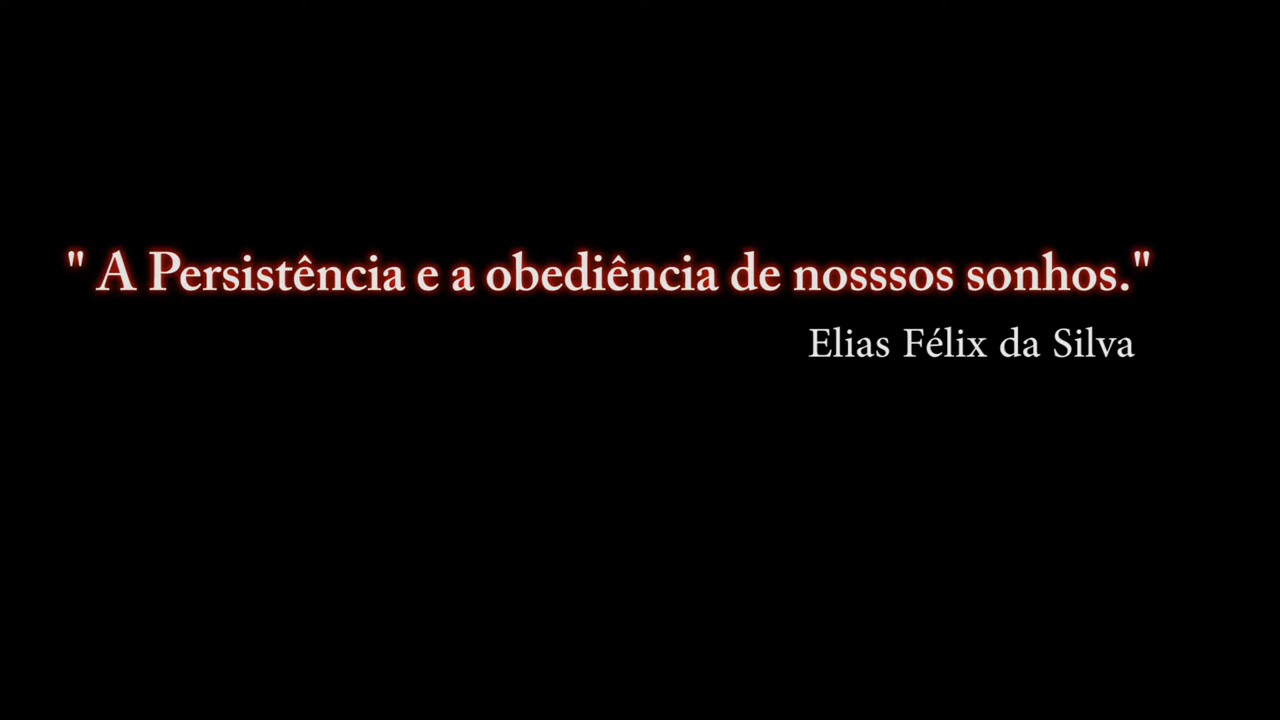 " A Persistência e a obediência de nosssos sonhos."
Elias Félix da Silva